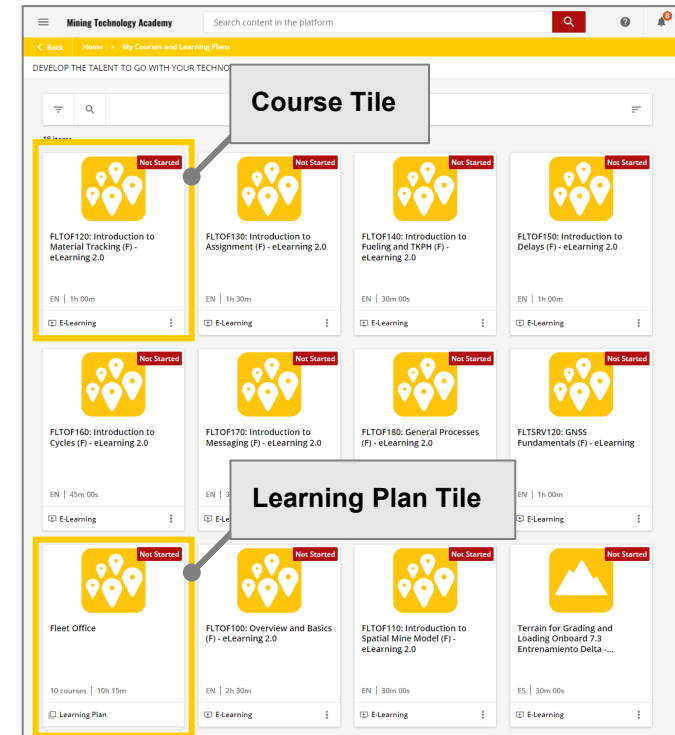 Mining Technology Academy
Search content in the platform
8
Back Home > My Courses and Learning Plans
DEVELOP THE TALENT TO GO WITH YOUR
Course Tile
18 items
Not Started
FLTOF120: Introduction to
Material Tracking (F) -
eLearning 2.0
EN | 1h 00m
E-Learning
Not Started
FLTOF130: Introduction to
Assignment (F) - eLearning 2.0
EN | 1h 30m
E-Learning
Not Started
FLTOF140: Introduction to
Fueling and TKPH (F) -
eLearning 2.0
EN | 30m 00s
E-Learning
Not Started
FLTOF150: Introduction to
Delays (F) - eLearning 2.0
EN | 1h 00m
E-Learning
Not Started
FLTOF160: Introduction to
Cycles (F) - eLearning 2.0
EN | 45m 00s
E-Learning
Not Started
FLTOF170: Introduction to
Messaging (F) - eLearning 2.0
EN | 3
Not Started
FLTOF180: General Processes
(F) - eLearning 2.0
Not Started
FLTSRV120: GNSS
Fundamentals (F) - eLearning
EN | 1h 00m
E-Learning
Learning Plan Tile
Not Started
Fleet Office
10 courses | 10h 15m
Learning Plan
Not Started
FLTOF100: Overview and Basics
(F) - eLearning 2.0
EN | 2h 30m
E-Learning
Not Started
FLTOF110: Introduction to
Spatial Mine Model (F) -
eLearning 2.0
EN | 30m 00s
E-Learning
Not Started
Terrain for Grading and
Loading Onboard 7.3
Entrenamiento Delta -...
ES | 30m 00s
E-Learning